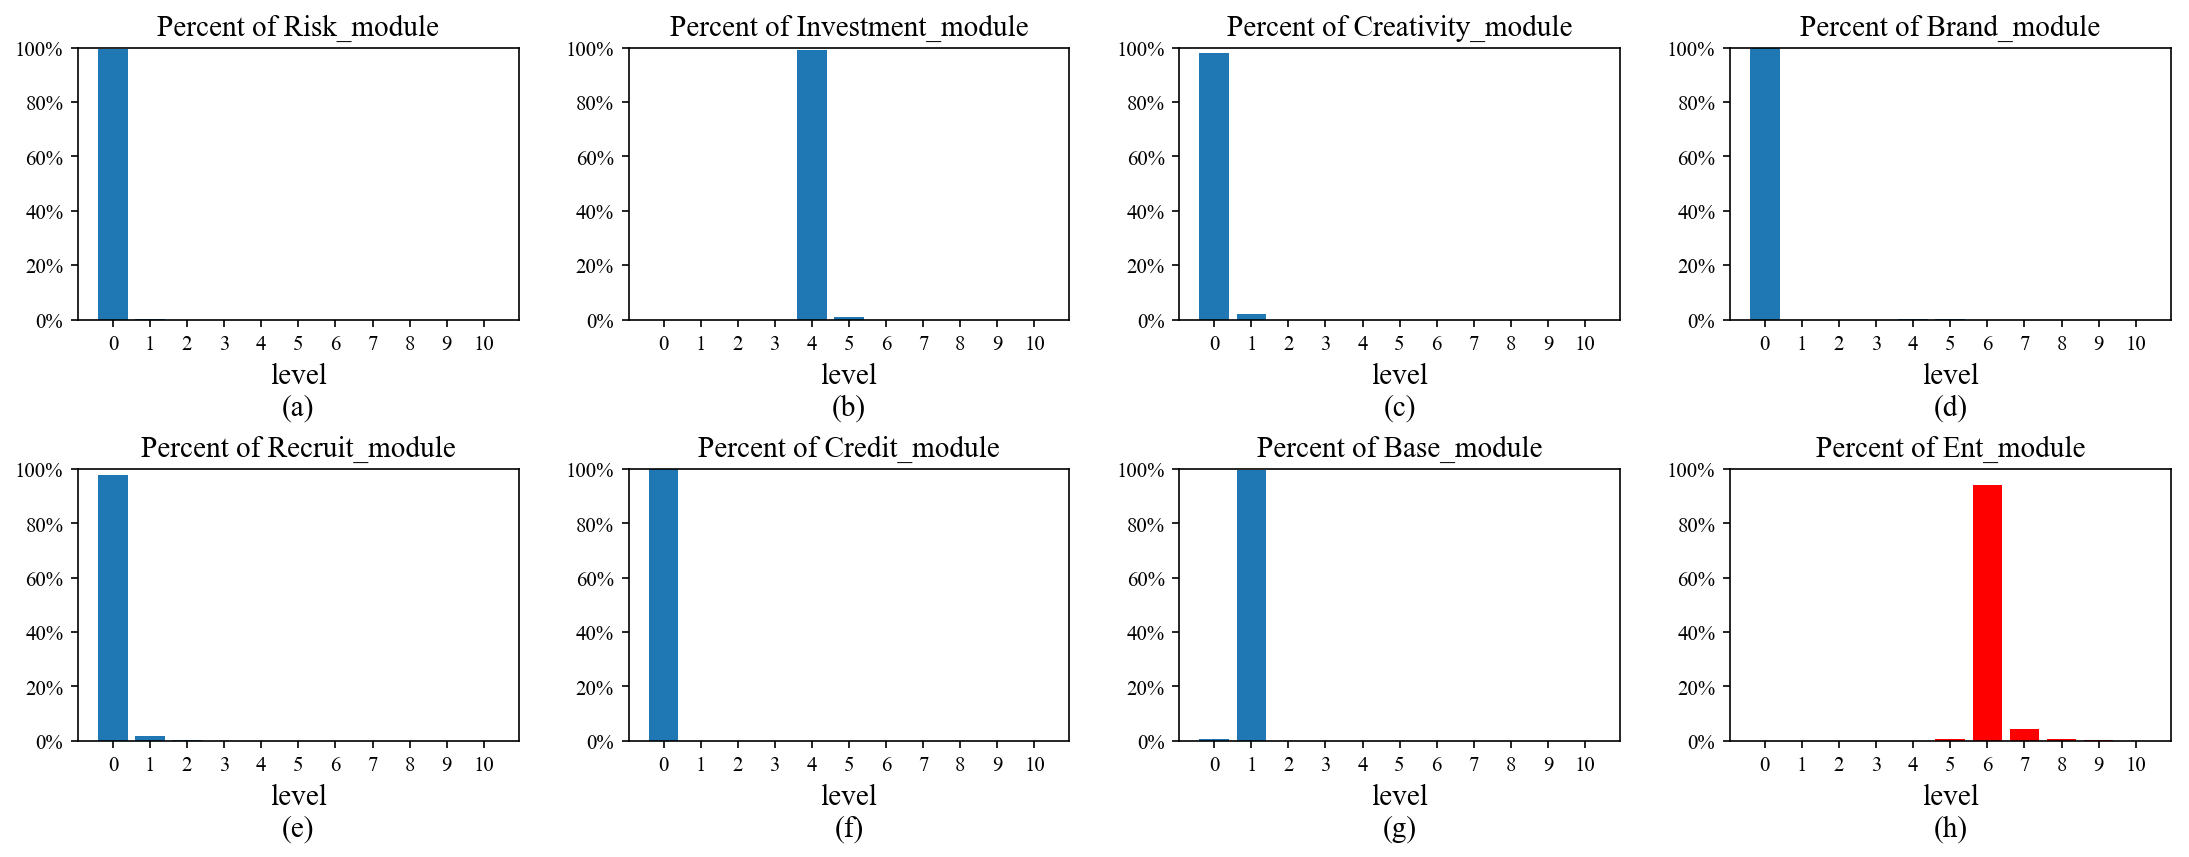 Percent of Risk_module
100%
80%
60%
40%
20%
0%
0 1 2 3 4 5 6 7 8 9 10
level
(a)
Percent of Investment_module
100%
80%
60%
40%
20%
0%
0 1 2 3 4 5 6 7 8 9 10
level
(b)
Percent of Creativity_module
100%
80%
60%
40%
20%
0%
0 1 2 3 4 5 6 7 8 9 10
level
(c)
Percent of Brand_module
100%
80%
60%
40%
20%
0%
0 1 2 3 4 5 6 7 8 9 10
level
(d)
Percent of Recruit_module
100%
80%
60%
40%
20%
0%
0 1 2 3 4 5 6 7 8 9 10
level
(e)
Percent of Credit_module
100%
80%
60%
40%
20%
0%
0 1 2 3 4 5 6 7 8 9 10
level
(f)
Percent of Base_module
100%
80%
60%
40%
20%
0%
0 1 2 3 4 5 6 7 8 9 10
level
(g)
Percent of Ent_module
100%
80%
60%
40%
20%
0%
0 1 2 3 4 5 6 7 8 9 10
level
(h)